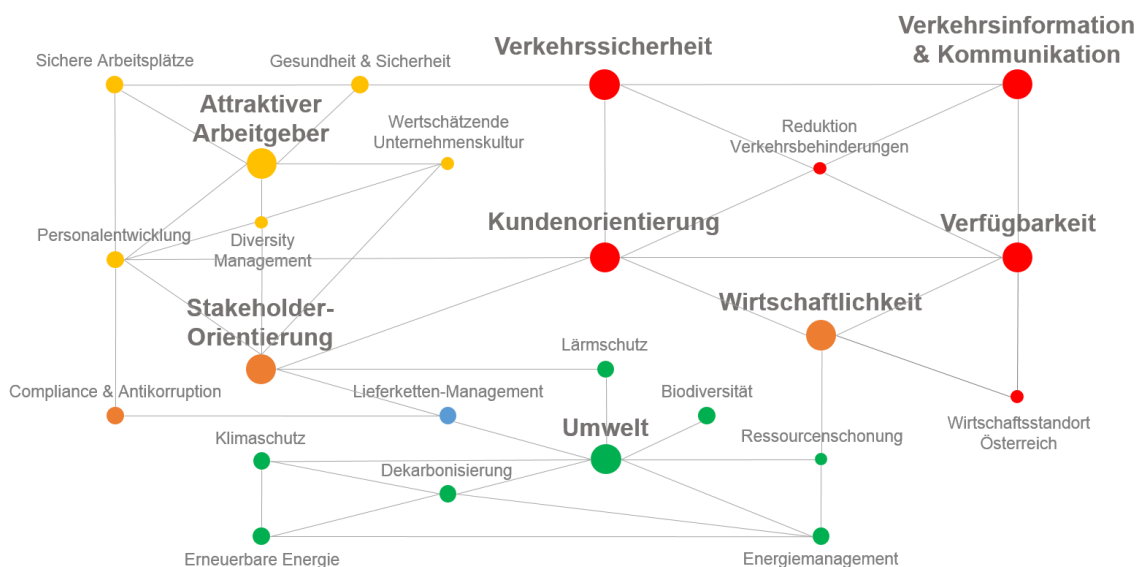 Verkehrsinformation
& Kommunikation
Verkehrssicherheit
Sichere Arbeitsplätze
Gesundheit & Sicherheit
Attraktiver
Arbeitgeber
Wertschätzende
Unternehmenskultur
Reduktion
Verkehrsbehinderungen
Personalentwicklung
Diversity
Management
Kundenorientierung
Verfügbarkeit
Stakeholder-
Orientierung
Wirtschaftlichkeit
Lärmschutz
Compliance & Antikorruption
Lieferketten-Management
Biodiversität
Wirtschaftsstandort
Österreich
Klimaschutz
Umwelt
Ressourcenschonung
Dekarbonisierung
Erneuerbare Energie
Energiemanagement